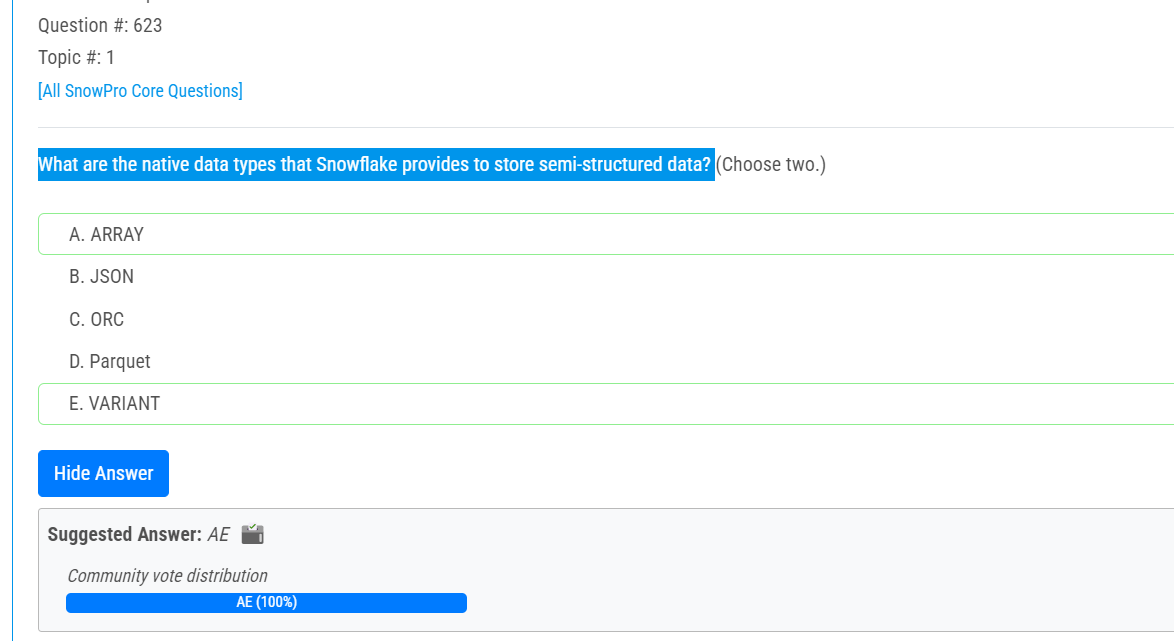 Question #: 623
Topic #: 1
[All SnowPro Core Questions]
What are the native data types that Snowflake provides to store semi-structured data? (Choose two.)
A. ARRAY
B. JSON
C. ORC
D. Parquet
E. VARIANT
Hide Answer
Suggested Answer: AE
Community vote distribution
AE (100%)